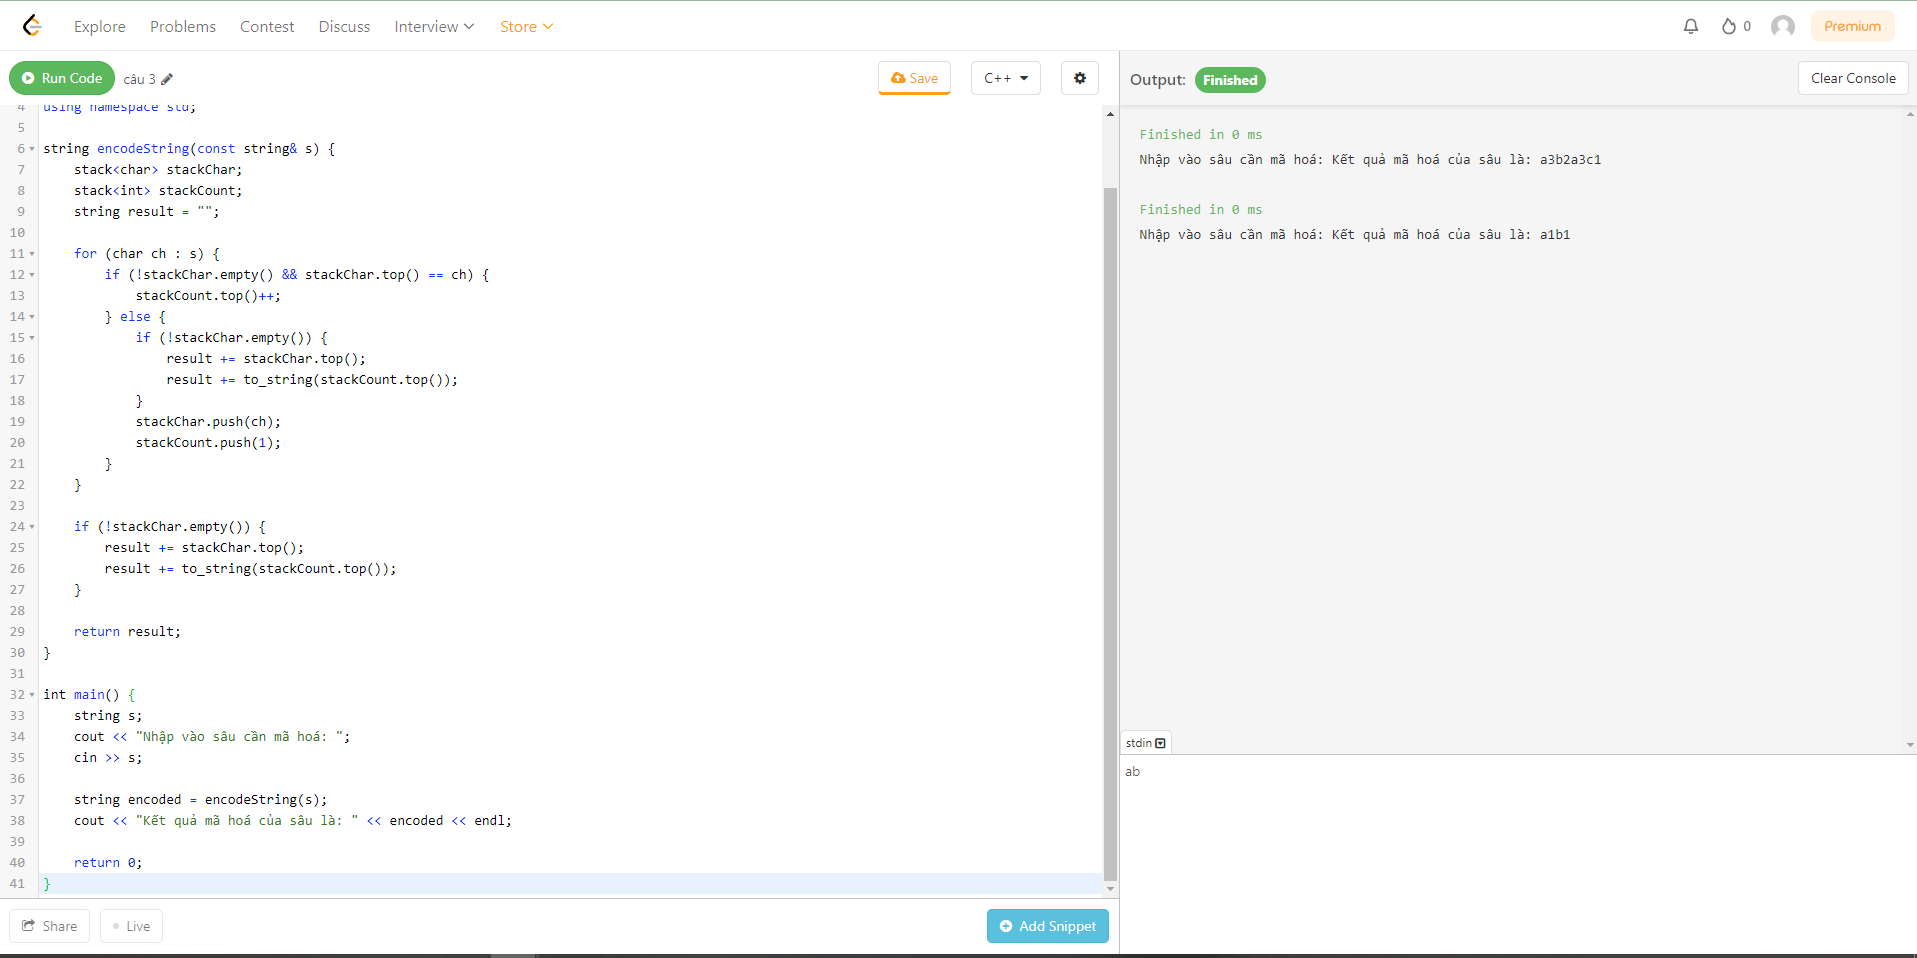 Explore Problems Contest Discuss Interview Store 0 Premium
Run Code câu 3 Save C++
4 using namespace std;
5
6 string encodeString(const string& s) {
7     stack<char> stackChar;
8     stack<int> stackCount;
9     string result = "";
10
11     for (char ch : s) {
12         if (!stackChar.empty() && stackChar.top() == ch) {
13             stackCount.top()++;
14         } else {
15             if (!stackChar.empty()) {
16                 result += stackChar.top();
17                 result += to_string(stackCount.top());
18             }
19             stackChar.push(ch);
20             stackCount.push(1);
21         }
22     }
23
24     if (!stackChar.empty()) {
25         result += stackChar.top();
26         result += to_string(stackCount.top());
27     }
28
29     return result;
30 }
31
32 int main() {
33     string s;
34     cout << "Nhập vào sâu cần mã hoá: ";
35     cin >> s;
36
37     string encoded = encodeString(s);
38     cout << "Kết quả mã hoá của sâu là: " << encoded << endl;
39
40     return 0;
41 }
Share Live Add Snippet
Output: Finished Clear Console
Finished in 0 ms
Nhập vào sâu cần mã hoá: Kết quả mã hoá của sâu là: a3b2a3c1
Finished in 0 ms
Nhập vào sâu cần mã hoá: Kết quả mã hoá của sâu là: a1b1
stdin
ab